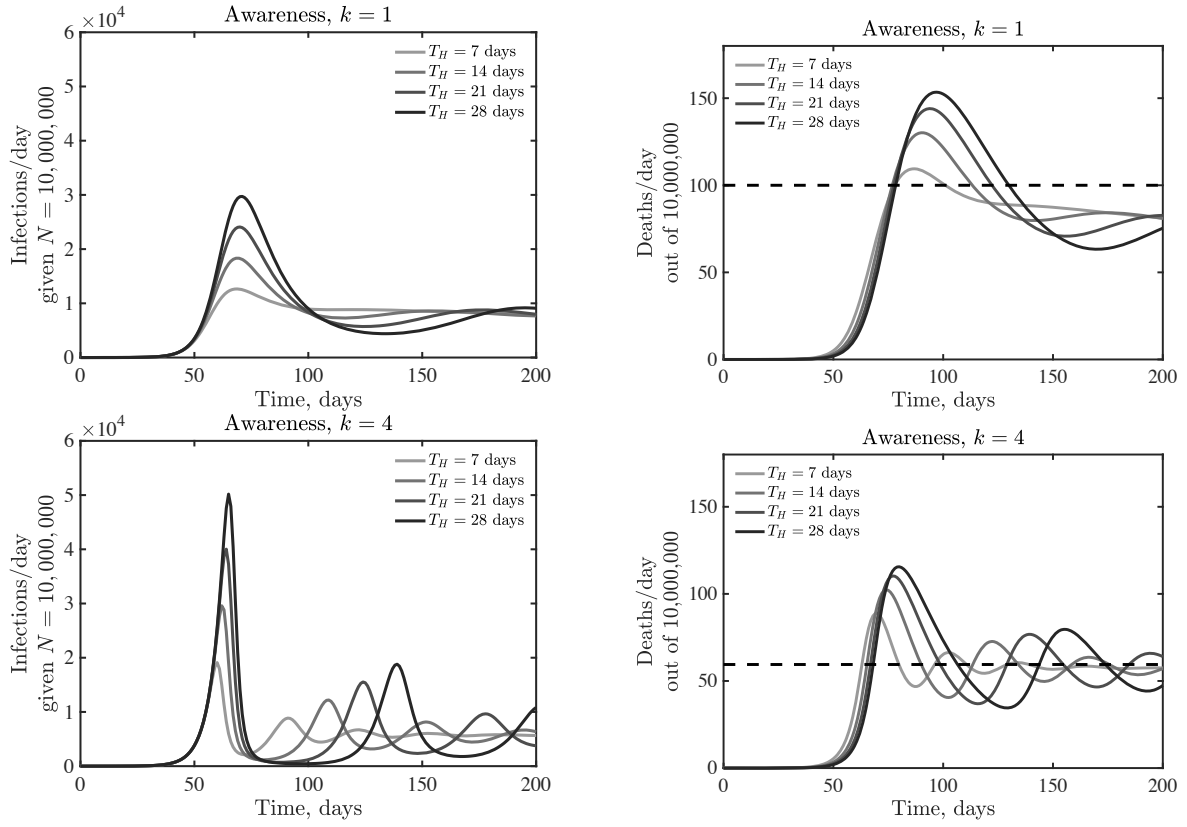 Awareness, k = 1
×10⁴
Infections/day
given N = 10,000,000
6
5
4
3
2
1
0
T_H = 7 days
T_H = 14 days
T_H = 21 days
T_H = 28 days
0 50 100 150 200
Time, days
Awareness, k = 1
Deaths/day
out of 10,000,000
150
100
50
0
T_H = 7 days
T_H = 14 days
T_H = 21 days
T_H = 28 days
0 50 100 150 200
Time, days
Awareness, k = 4
×10⁴
Infections/day
given N = 10,000,000
6
5
4
3
2
1
0
T_H = 7 days
T_H = 14 days
T_H = 21 days
T_H = 28 days
0 50 100 150 200
Time, days
Awareness, k = 4
Deaths/day
out of 10,000,000
150
100
50
0
T_H = 7 days
T_H = 14 days
T_H = 21 days
T_H = 28 days
0 50 100 150 200
Time, days